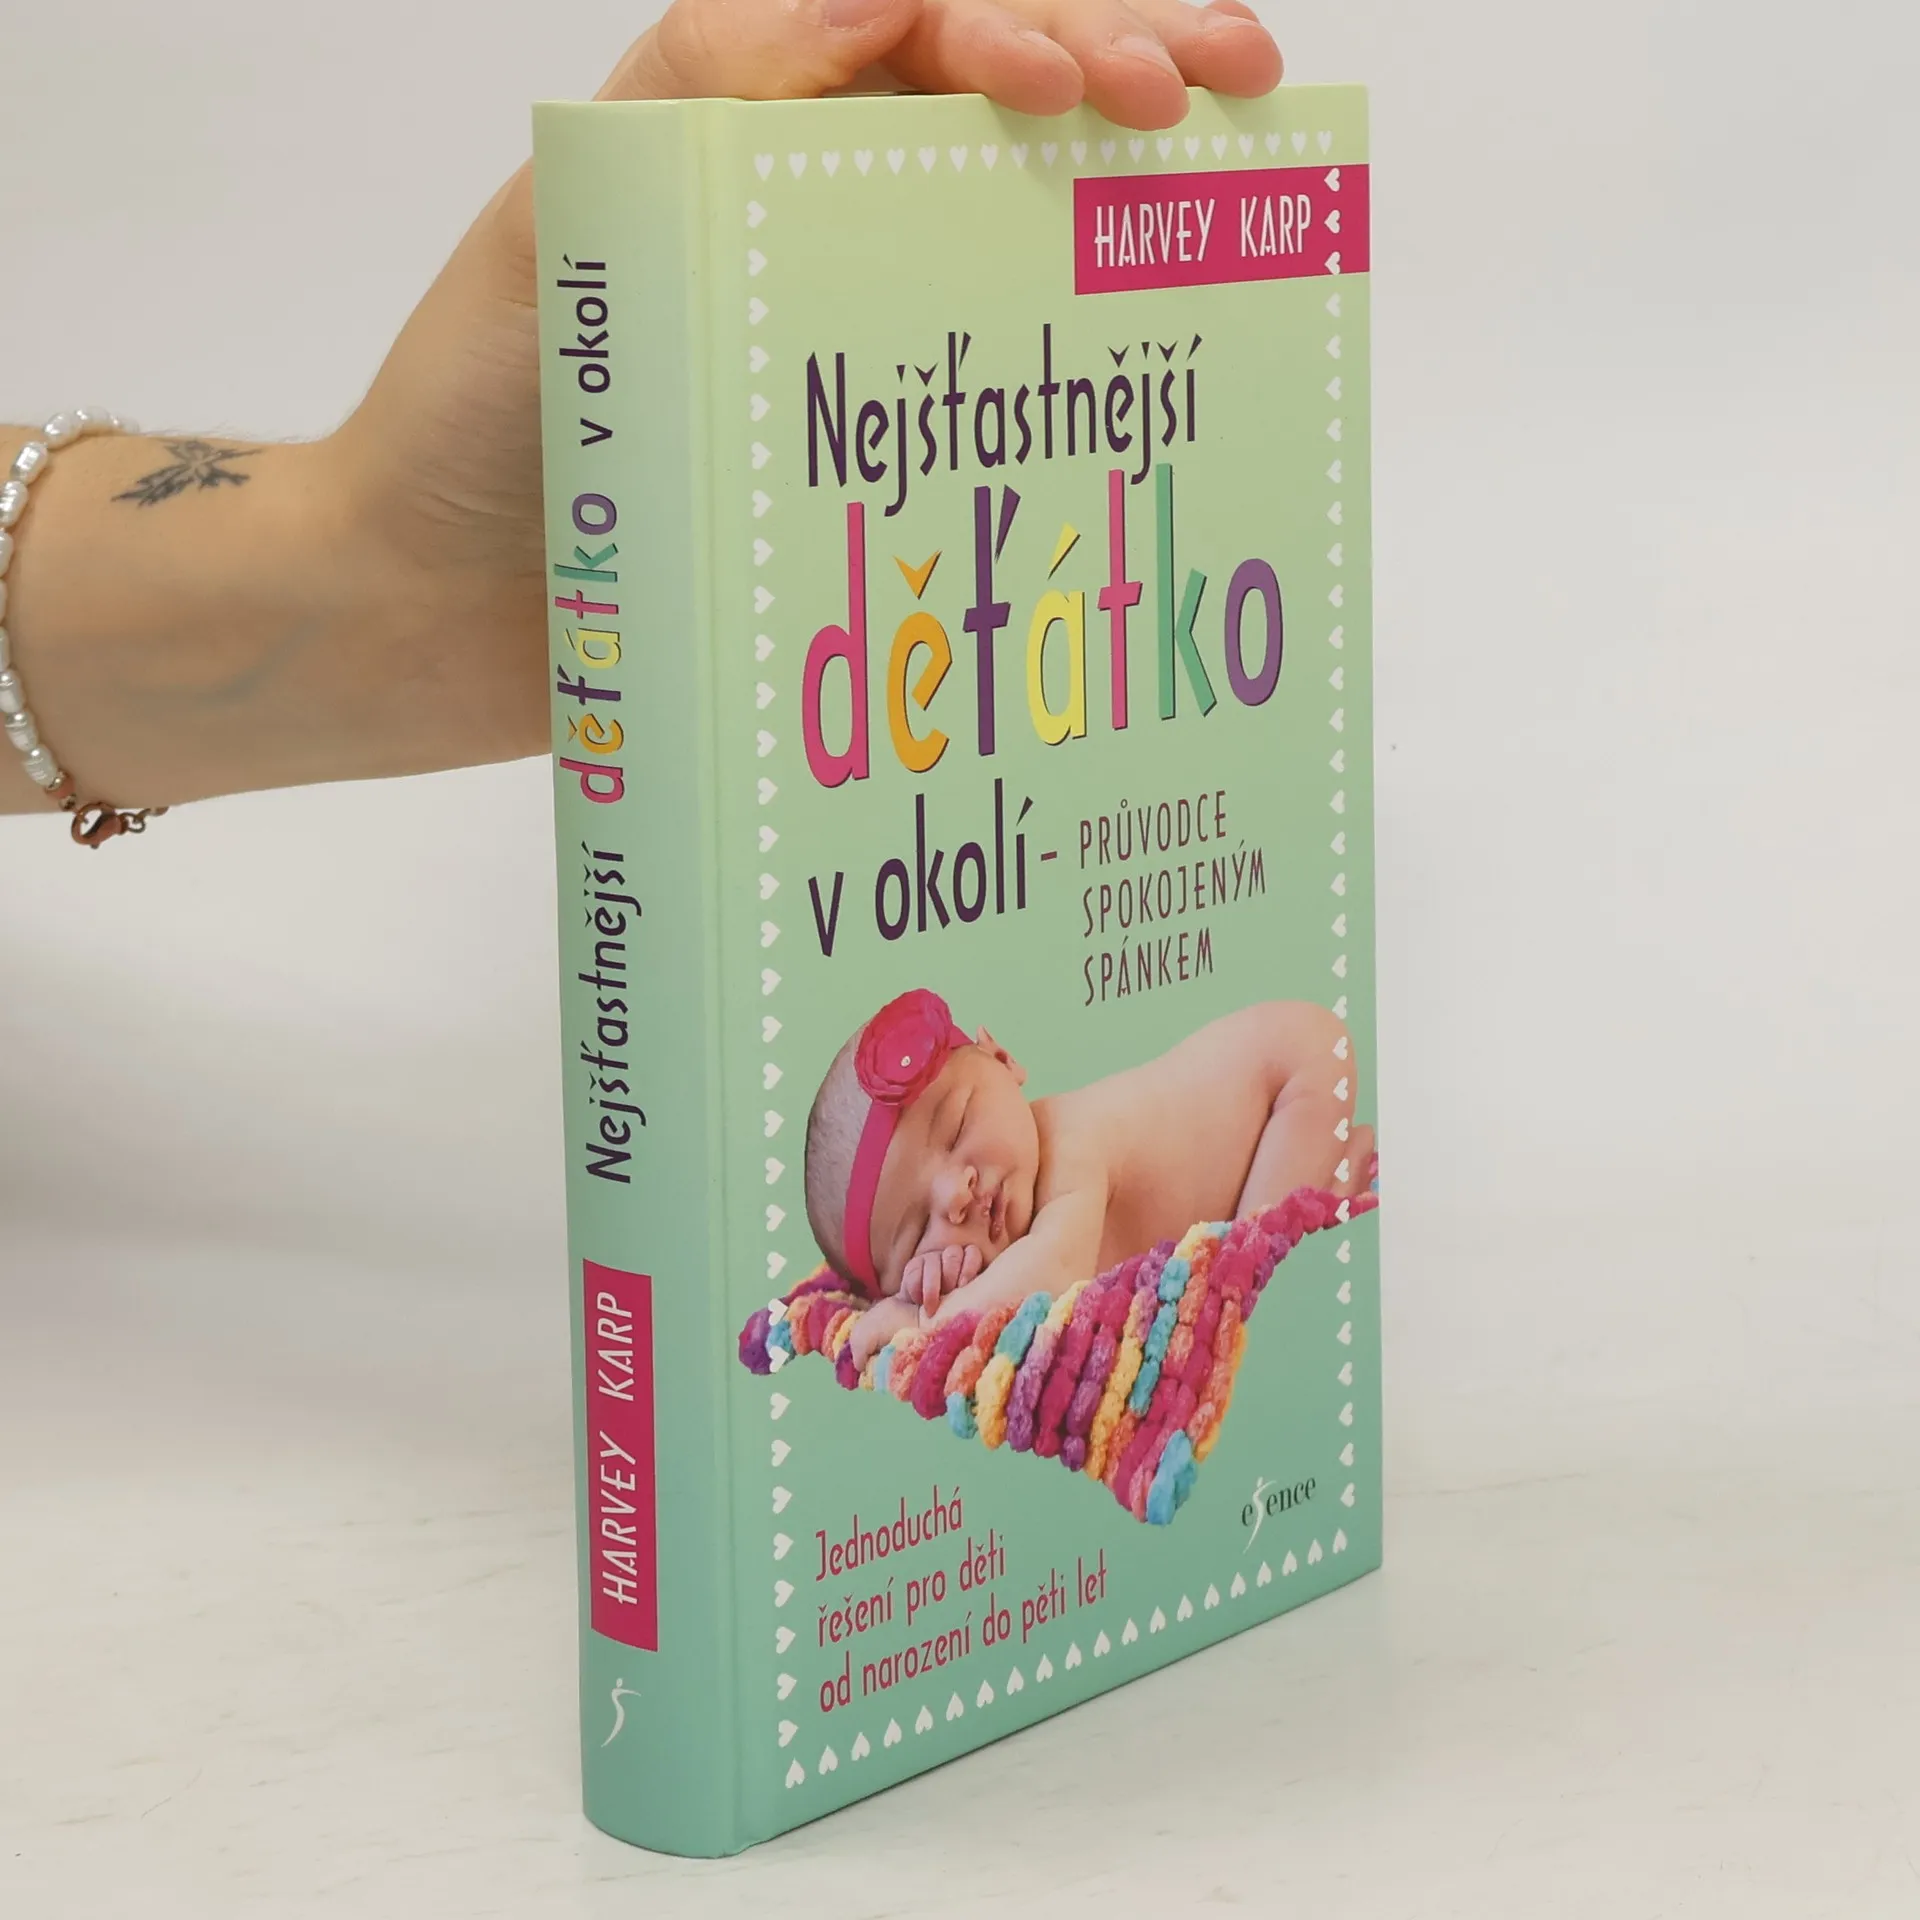 HARVEY KARP
Nejšťastnější
děťátko
v okolí –
PRŮVODCE
SPOKOJENÝM
SPÁNKEM
Jednoduchá
řešení pro děti
od narození do pěti let
esence
Nejšťastnější děťátko v okolí
HARVEY KARP